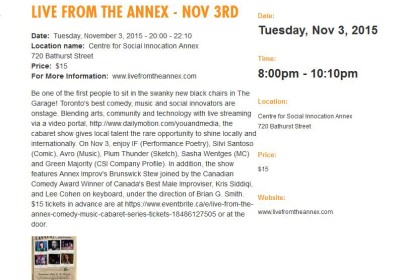 LIVE FROM THE ANNEX - NOV 3RD
Date: Tuesday, November 3, 2015 - 20:00 - 22:10
Location name: Centre for Social Innocation Annex
720 Bathurst Street
Price: $15
For More Information: www.livefromtheannex.com
Be one of the first people to sit in the swanky new black chairs in The
Garage! Toronto's best comedy, music and social innovators are
onstage. Blending arts, community and technology with live streaming
via a video portal, http://www.dailymotion.com/youandmedia, the
cabaret show gives local talent the rare opportunity to shine locally and
internationally. On Nov 3, enjoy IF (Performance Poetry), Silvi Santoso
(Comic), Avro (Music), Plum Thunder (Sketch), Sasha Wentges (MC)
and Green Majority (CSI Company Profile). In addition, the show
features Annex Improv's Brunswick Stew joined by the Canadian
Comedy Award Winner of Canada's Best Male Improviser, Kris Siddiqi,
and Lee Cohen on keyboard, under the direction of Brian G. Smith.
$15 tickets in advance are at https://www.eventbrite.ca/e/live-from-the-
annex-comedy-music-cabaret-series-tickets-18486127505 or at the
door.
Date:
Tuesday, Nov 3, 2015
Time:
8:00pm - 10:10pm
Location:
Centre for Social Innocation Annex
720 Bathurst Street
Price:
$15
Website:
www.livefromtheannex.com